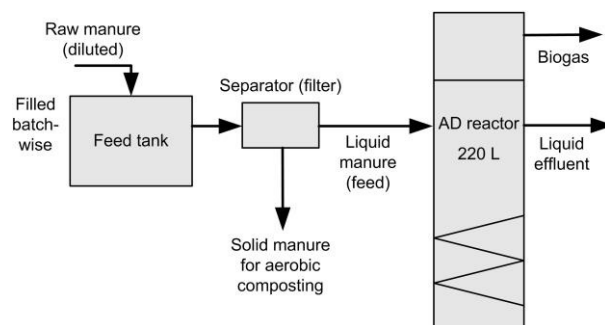 Raw manure
(diluted)
Filled
batch-
wise
Feed tank
Separator (filter)
Liquid
manure
(feed)
Solid manure
for aerobic
composting
AD reactor
220 L
Biogas
Liquid
effluent